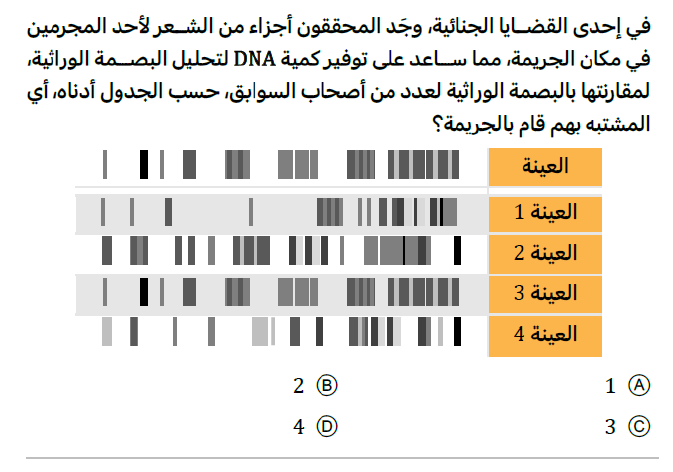 في إحدى القضايا الجنائية، وجَد المحققون أجزاء من الشعر لأحد المجرمين
في مكان الجريمة، مما ساعد على توفير كمية DNA لتحليل البصمة الوراثية،
لمقارنتها بالبصمة الوراثية لعدد من أصحاب السوابق، حسب الجدول أدناه، أي
المشتبه بهم قام بالجريمة؟
العينة
العينة 1
العينة 2
العينة 3
العينة 4
A 1 B 2
C 3 D 4